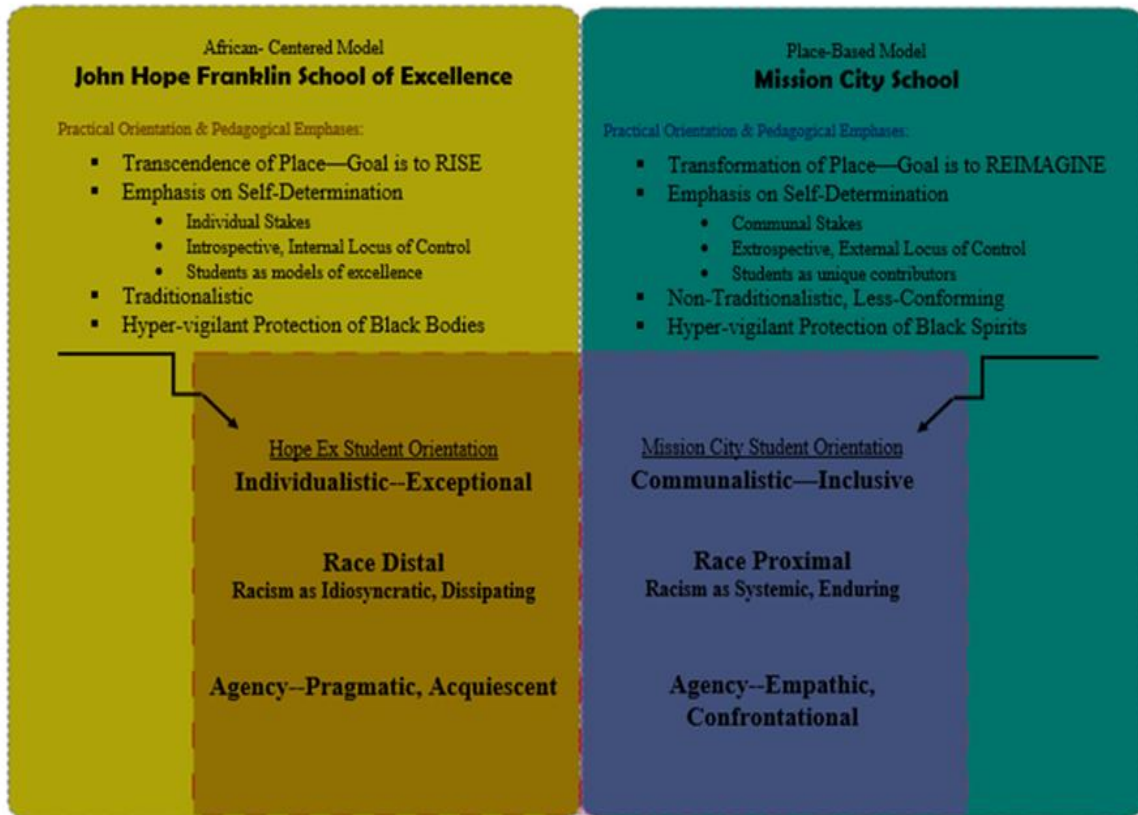 African- Centered Model
John Hope Franklin School of Excellence
Practical Orientation & Pedagogical Emphases:
▪ Transcendence of Place—Goal is to RISE
▪ Emphasis on Self-Determination
• Individual Stakes
• Introspective, Internal Locus of Control
• Students as models of excellence
▪ Traditionalistic
▪ Hyper-vigilant Protection of Black Bodies
Hope Ex Student Orientation
Individualistic--Exceptional
Race Distal
Racism as Idiosyncratic, Dissipating
Agency--Pragmatic, Acquiescent
Place-Based Model
Mission City School
Practical Orientation & Pedagogical Emphases:
▪ Transformation of Place—Goal is to REIMAGINE
▪ Emphasis on Self-Determination
• Communal Stakes
• Extrospective, External Locus of Control
• Students as unique contributors
▪ Non-Traditionalistic, Less-Conforming
▪ Hyper-vigilant Protection of Black Spirits
Mission City Student Orientation
Communalistic—Inclusive
Race Proximal
Racism as Systemic, Enduring
Agency--Empathic,
Confrontational